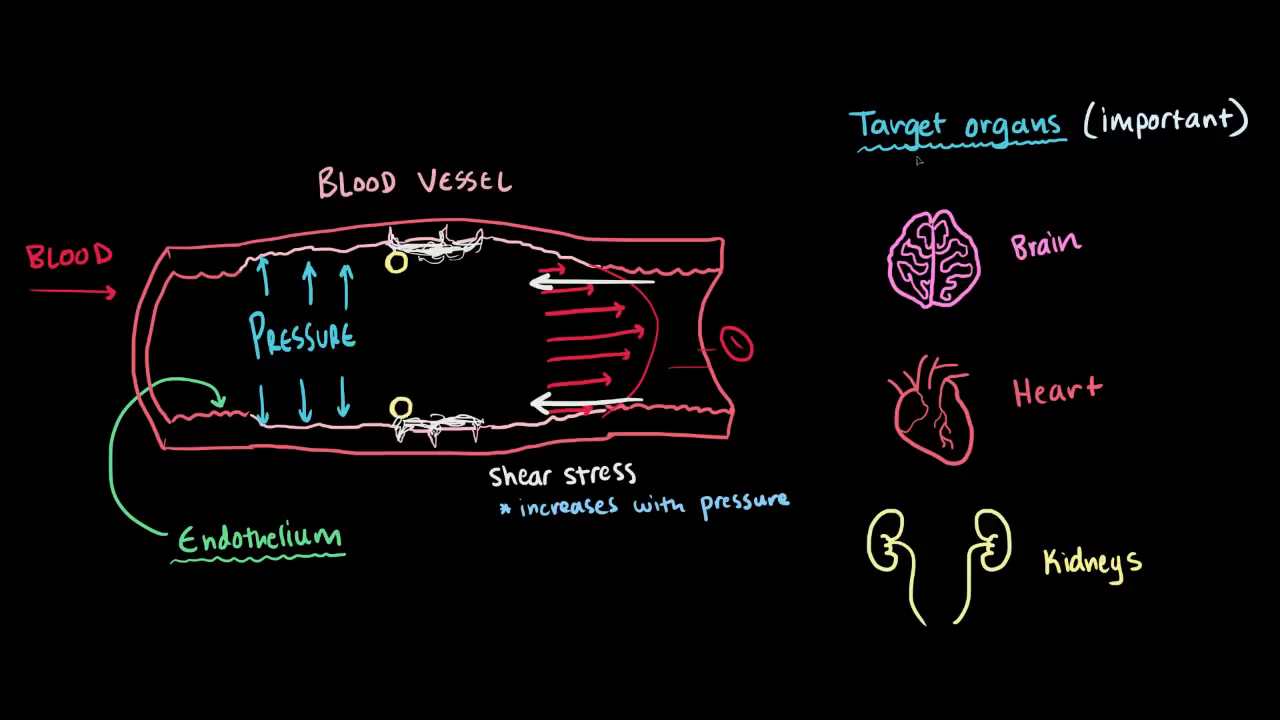 Target organs (important)
BLOOD VESSEL
BLOOD
Brain
PRESSURE
Heart
shear stress
* increases with pressure
Endothelium
Kidneys